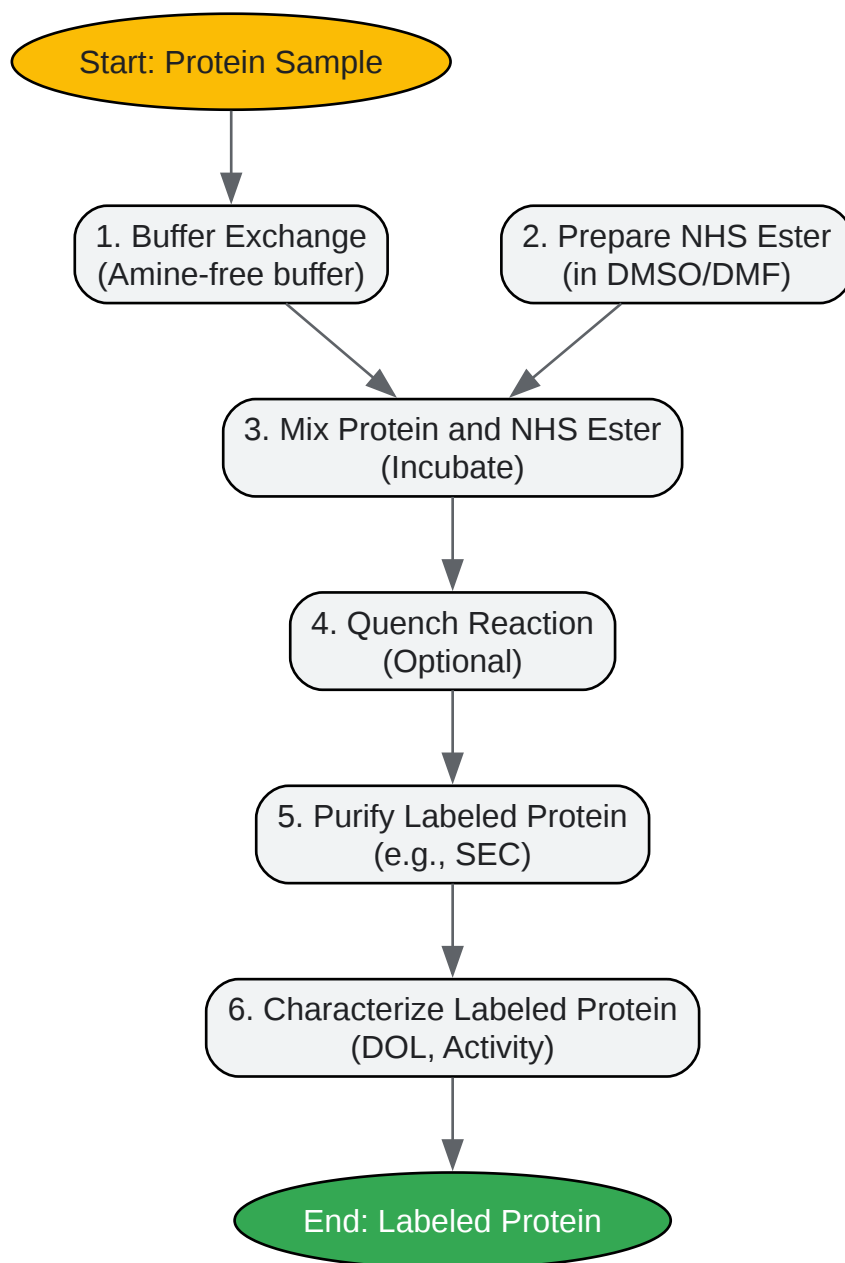 Start: Protein Sample
1. Buffer Exchange
(Amine-free buffer)
2. Prepare NHS Ester
(in DMSO/DMF)
3. Mix Protein and NHS Ester
(Incubate)
4. Quench Reaction
(Optional)
5. Purify Labeled Protein
(e.g., SEC)
6. Characterize Labeled Protein
(DOL, Activity)
End: Labeled Protein